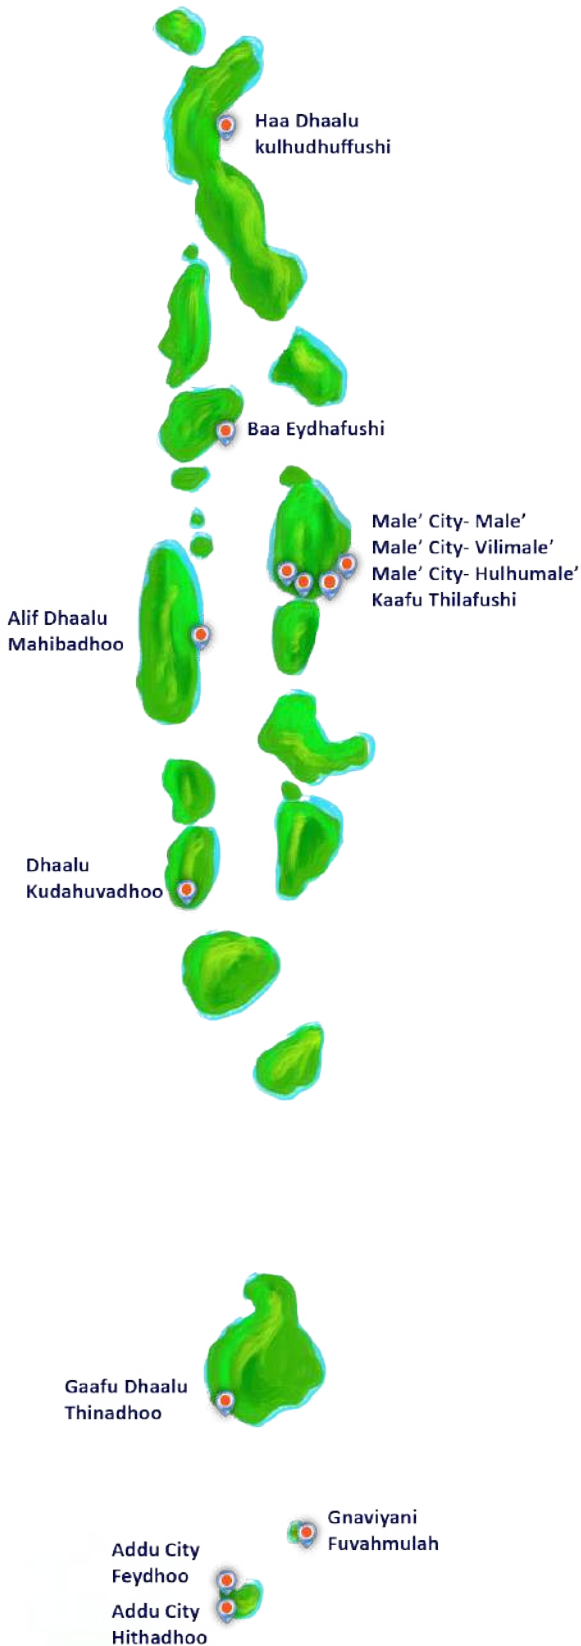 Haa Dhaalu
kulhudhuffushi
Baa Eydhafushi
Male’ City- Male’
Male’ City- Vilimale’
Male’ City- Hulhumale’
Kaafu Thilafushi
Alif Dhaalu
Mahibadhoo
Dhaalu
Kudahuvadhoo
Gaafu Dhaalu
Thinadhoo
Gnaviyani
Fuvahmulah
Addu City
Feydhoo
Addu City
Hithadhoo